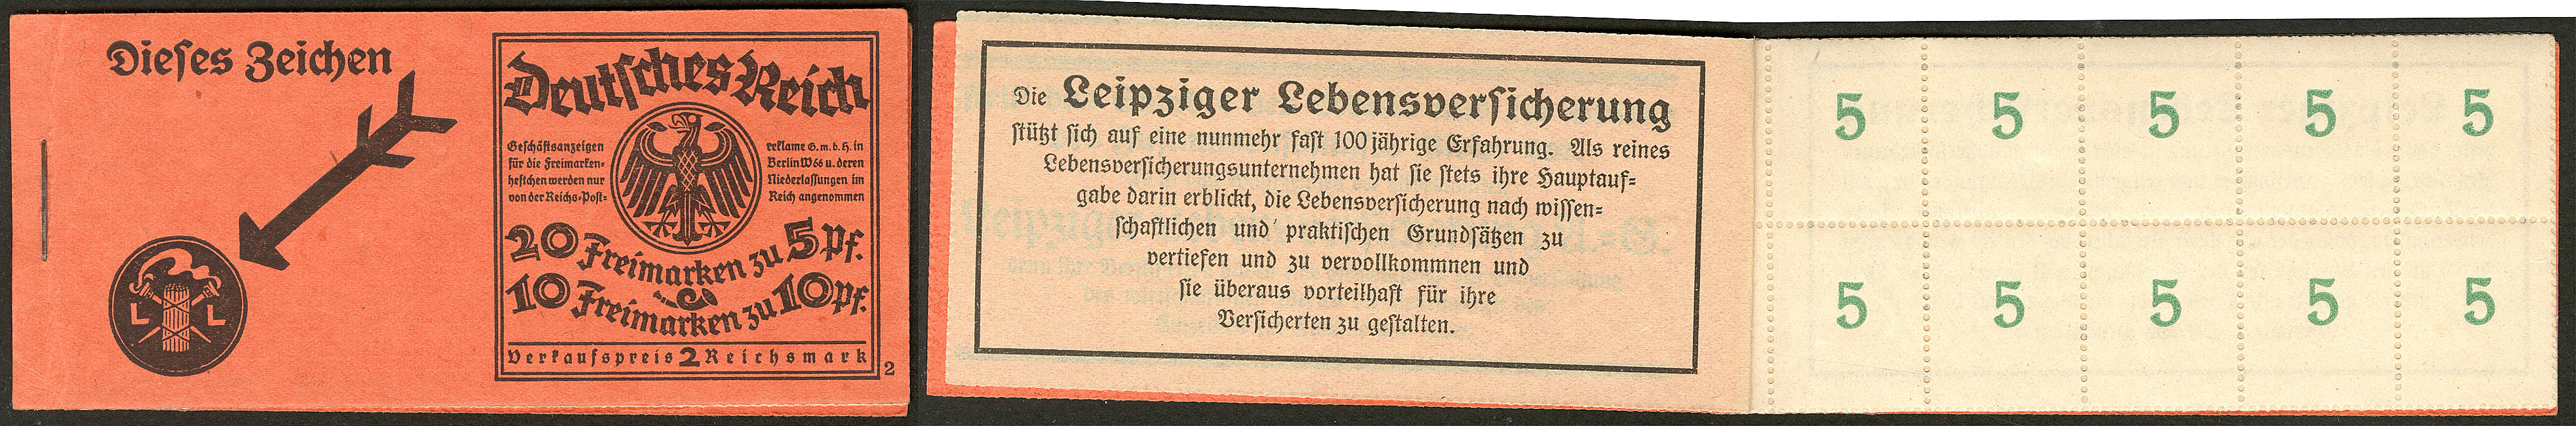 Dieses Zeichen
L L
Deutsches Reich
Geschäftsanzeigen
für die Freimarken=
heftchen werden nur
von der Reichs=Post=
reklame G.m.b.H. in
Berlin W66 u. deren
Niederlassungen im
Reich angenommen
20 Freimarken zu 5 Pf.
10 Freimarken zu 10 Pf.
Verkaufspreis 2 Reichsmark
2
Die Leipziger Lebensversicherung
stützt sich auf eine nunmehr fast 100 jährige Erfahrung. Als reines
Lebensversicherungsunternehmen hat sie stets ihre Hauptauf=
gabe darin erblickt, die Lebensversicherung nach wissen=
schaftlichen und praktischen Grundsätzen zu
vertiefen und zu vervollkommnen und
sie überaus vorteilhaft für ihre
Versicherten zu gestalten.
5 5 5 5 5
5 5 5 5 5